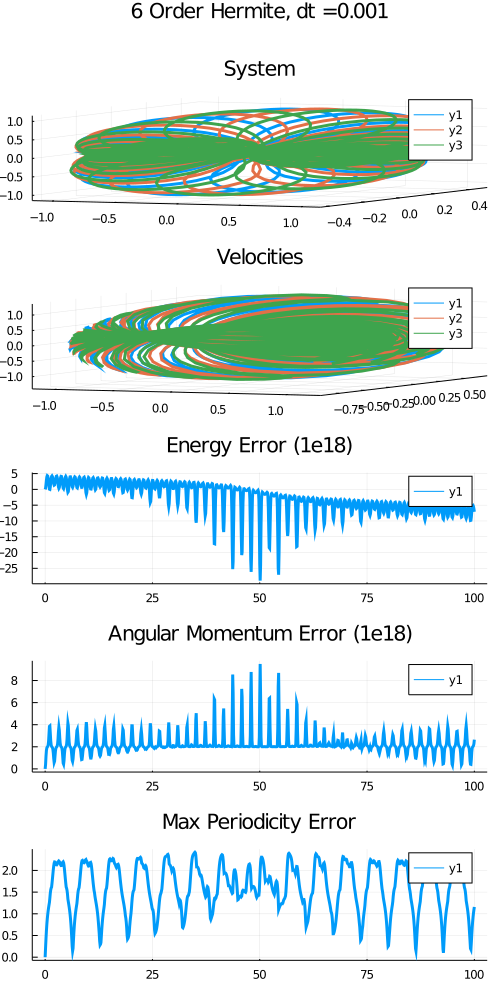 6 Order Hermite, dt =0.001
System
1.0
0.5
0.0
−0.5
−1.0
y1
y2
y3
−1.0 −0.5 0.0 0.5 1.0 −0.4 −0.2 0.0 0.2 0.4
Velocities
1.0
0.5
0.0
−0.5
−1.0
y1
y2
y3
−1.0 −0.5 0.0 0.5 1.0 −0.75 −0.50 −0.25 0.00 0.25 0.50
Energy Error (1e18)
5
0
−5
−10
−15
−20
−25
y1
0 25 50 75 100
Angular Momentum Error (1e18)
8
6
4
2
0
y1
0 25 50 75 100
Max Periodicity Error
2.0
1.5
1.0
0.5
0.0
y1
0 25 50 75 100